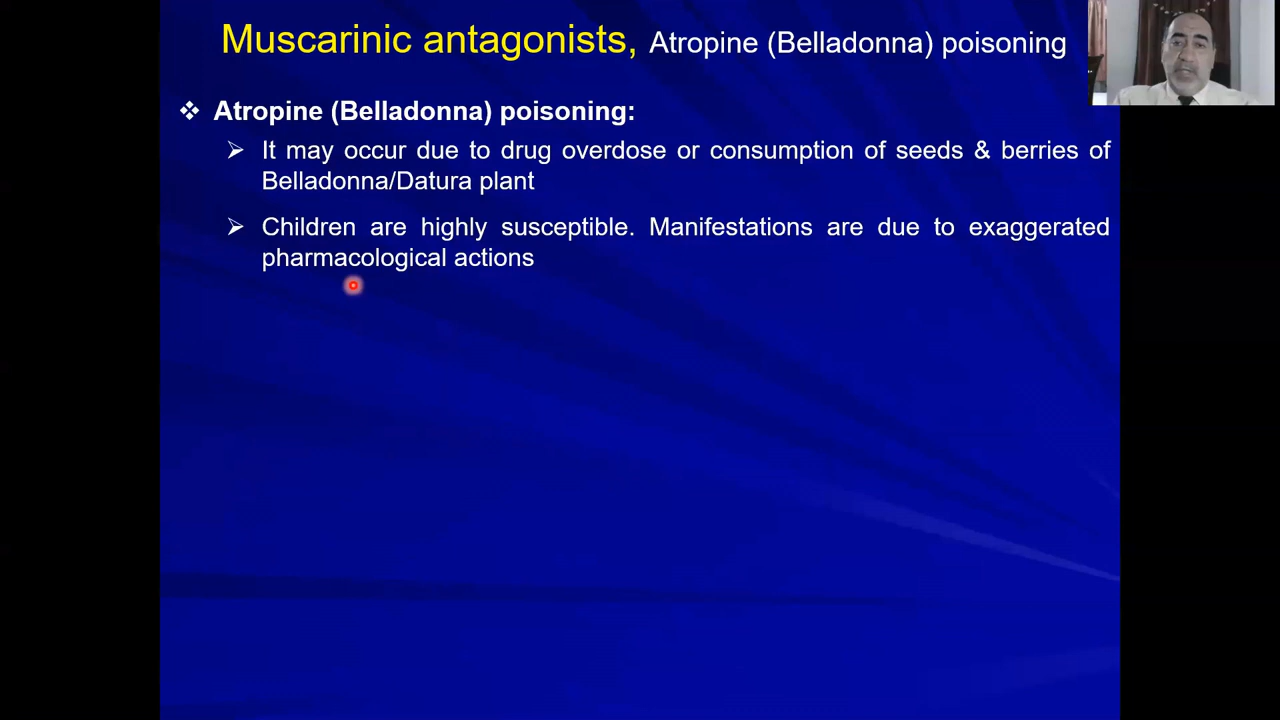 Muscarinic antagonists, Atropine (Belladonna) poisoning
❖ Atropine (Belladonna) poisoning:
➢ It may occur due to drug overdose or consumption of seeds & berries of
Belladonna/Datura plant
➢ Children are highly susceptible. Manifestations are due to exaggerated
pharmacological actions